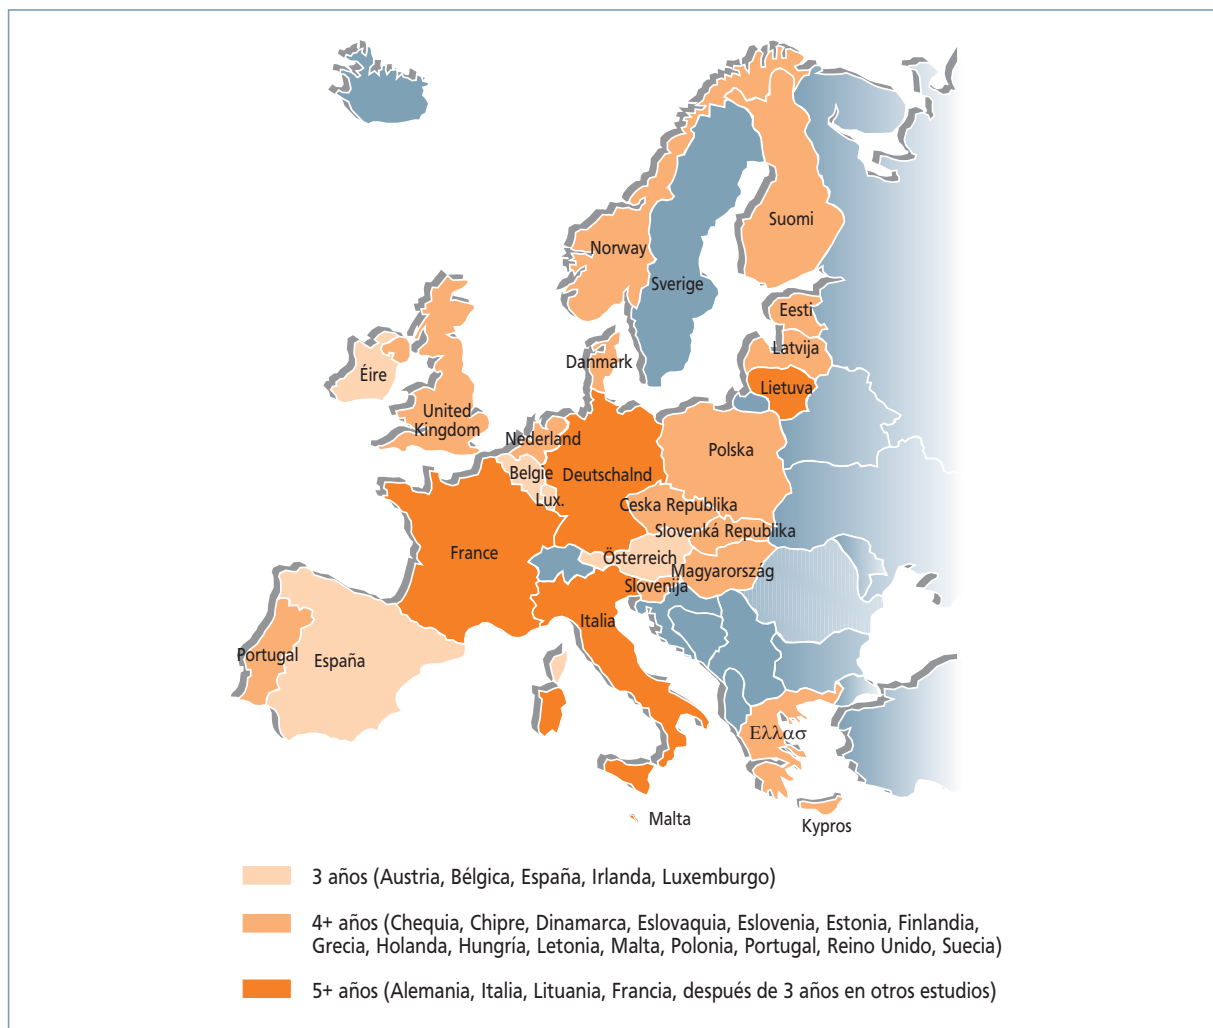 Suomi
Norway
Sverige
Eesti
Latvija
Danmark
Éire
Lietuva
United
Kingdom
Nederland
Polska
Belgie
Deutschalnd
Lux.
Ceska Republika
Slovenká Republika
France
Österreich
Magyarország
Slovenija
Italia
Portugal
España
Ελλασ
Malta
Kypros
3 años (Austria, Bélgica, España, Irlanda, Luxemburgo)
4+ años (Chequia, Chipre, Dinamarca, Eslovaquia, Eslovenia, Estonia, Finlandia,
Grecia, Holanda, Hungría, Letonia, Malta, Polonia, Portugal, Reino Unido, Suecia)
5+ años (Alemania, Italia, Lituania, Francia, después de 3 años en otros estudios)